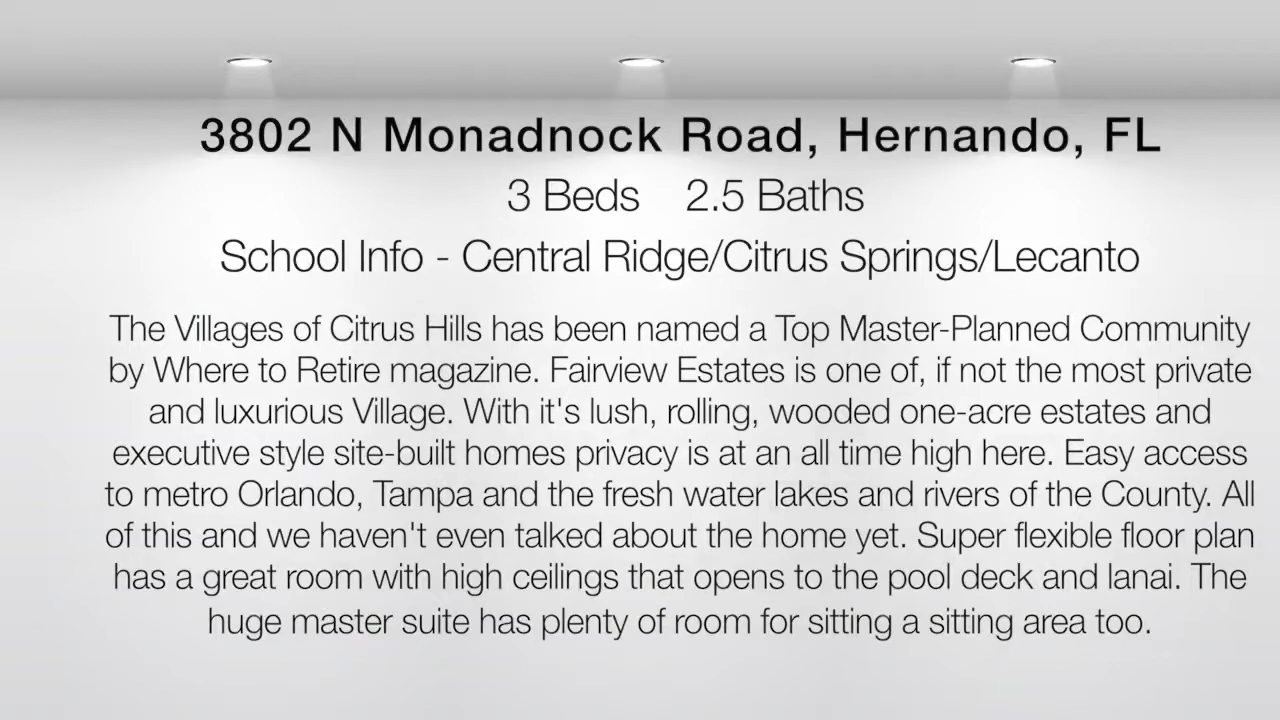 3802 N Monadnock Road, Hernando, FL
3 Beds 2.5 Baths
School Info - Central Ridge/Citrus Springs/Lecanto
The Villages of Citrus Hills has been named a Top Master-Planned Community
by Where to Retire magazine. Fairview Estates is one of, if not the most private
and luxurious Village. With it's lush, rolling, wooded one-acre estates and
executive style site-built homes privacy is at an all time high here. Easy access
to metro Orlando, Tampa and the fresh water lakes and rivers of the County. All
of this and we haven't even talked about the home yet. Super flexible floor plan
has a great room with high ceilings that opens to the pool deck and lanai. The
huge master suite has plenty of room for sitting a sitting area too.